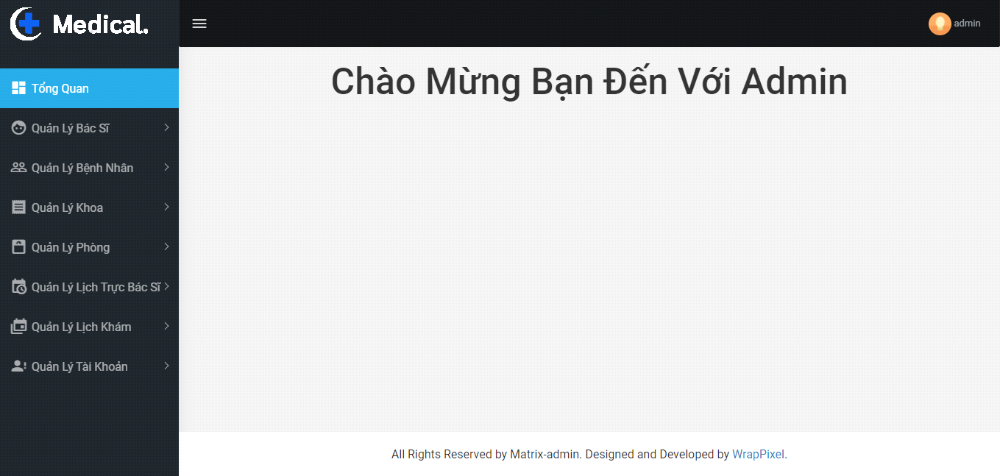 Medical.
admin
Chào Mừng Bạn Đến Với Admin
Tổng Quan
Quản Lý Bác Sĩ
Quản Lý Bệnh Nhân
Quản Lý Khoa
Quản Lý Phòng
Quản Lý Lịch Trực Bác Sĩ
Quản Lý Lịch Khám
Quản Lý Tài Khoản
All Rights Reserved by Matrix-admin. Designed and Developed by WrapPixel.